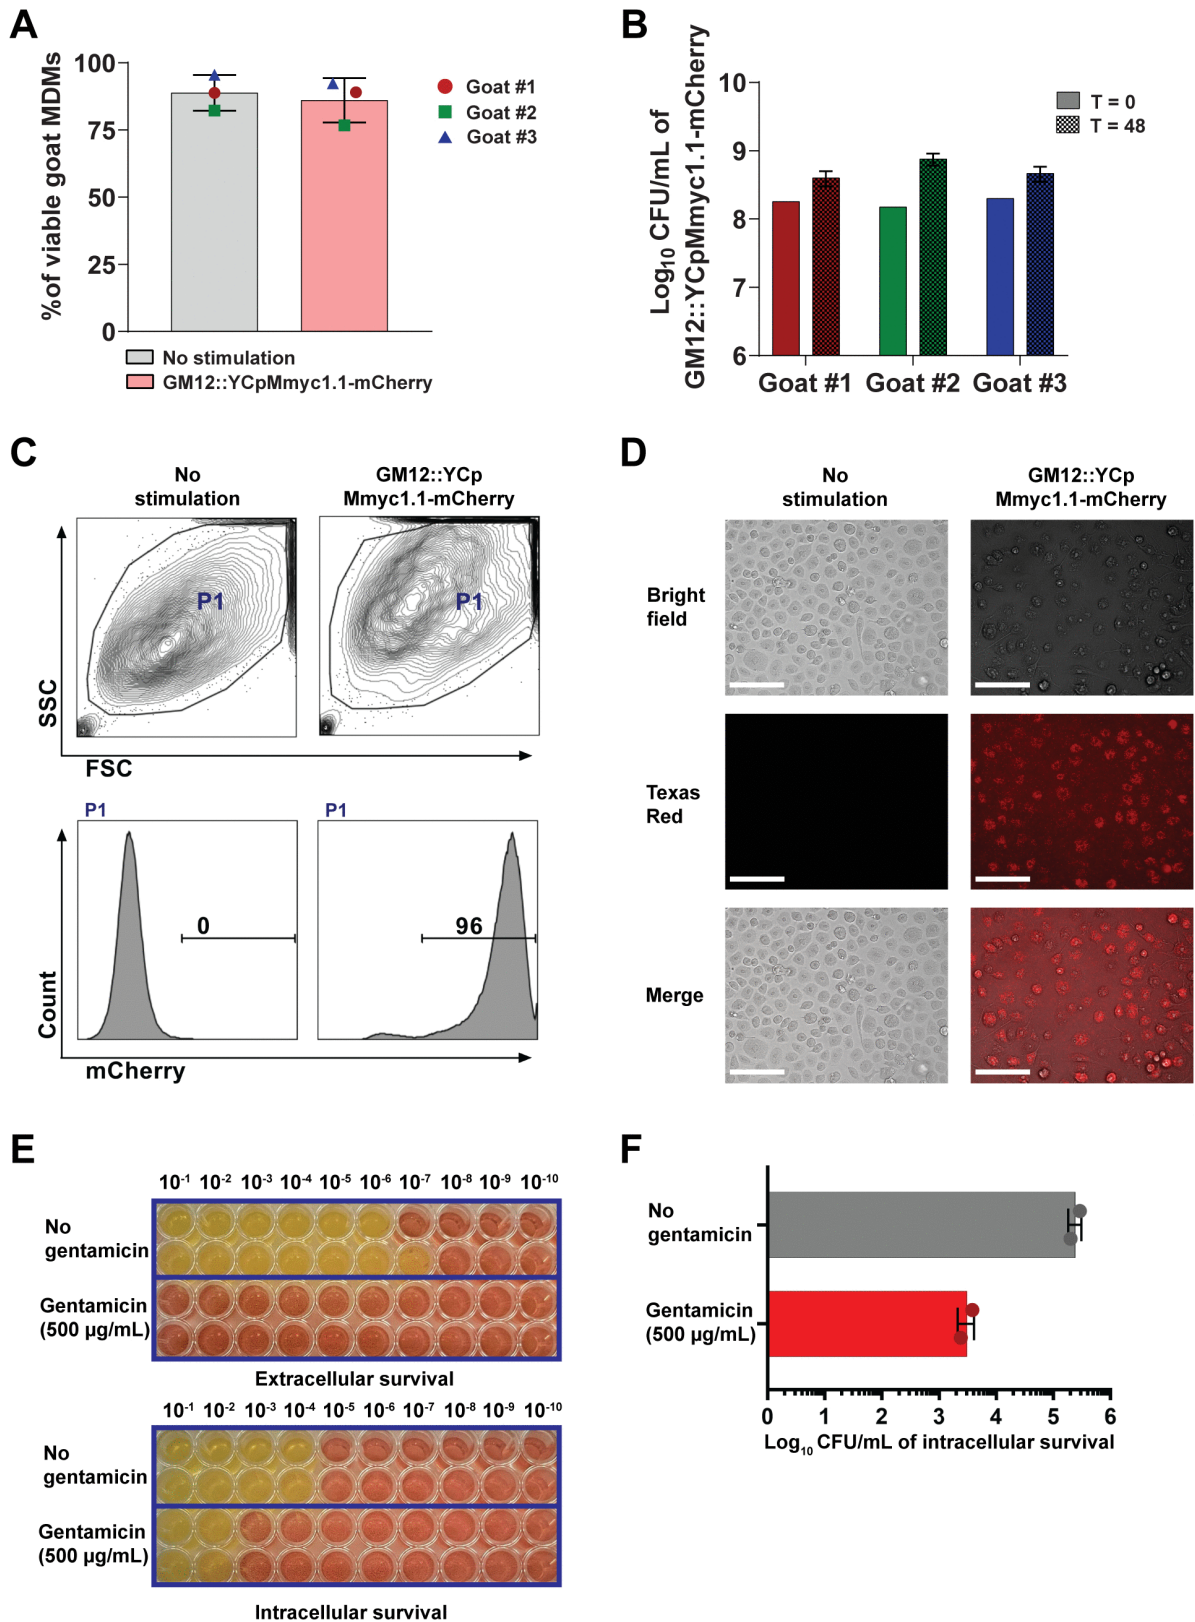 A
% of viable goat MDMs
100
75
50
25
0
Goat #1
Goat #2
Goat #3
No stimulation
GM12::YCpMmyc1.1-mCherry
B
Log10 CFU/mL of
GM12::YCpMmyc1.1-mCherry
10
9
8
7
6
T = 0
T = 48
Goat #1 Goat #2 Goat #3
C
No
stimulation
GM12::YCp
Mmyc1.1-mCherry
P1
P1
SSC
FSC
P1
P1
0
96
Count
mCherry
D
No
stimulation
GM12::YCp
Mmyc1.1-mCherry
Bright
field
Texas
Red
Merge
E
10-1 10-2 10-3 10-4 10-5 10-6 10-7 10-8 10-9 10-10
No
gentamicin
Gentamicin
(500 µg/mL)
Extracellular survival
10-1 10-2 10-3 10-4 10-5 10-6 10-7 10-8 10-9 10-10
No
gentamicin
Gentamicin
(500 µg/mL)
Intracellular survival
F
No
gentamicin
Gentamicin
(500 µg/mL)
0 1 2 3 4 5 6
Log10 CFU/mL of intracellular survival